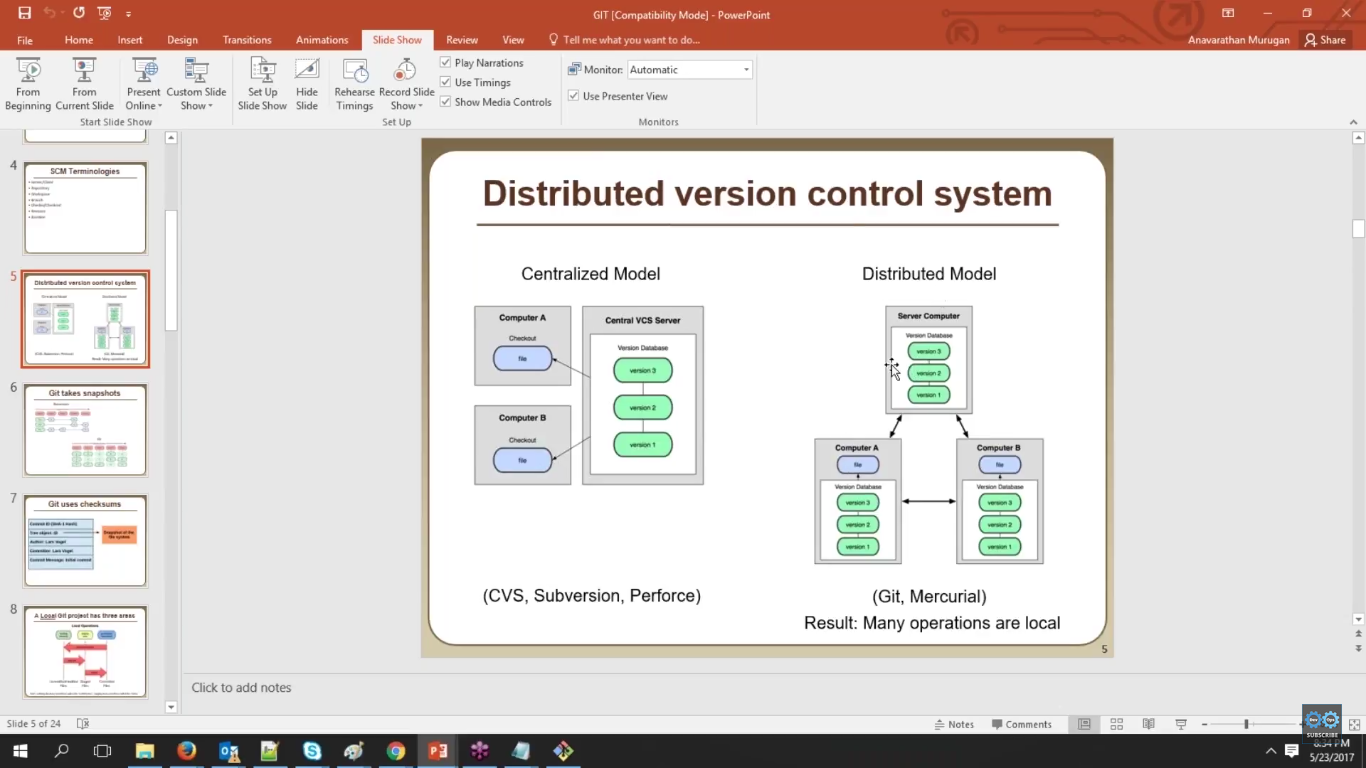 GIT [Compatibility Mode] - PowerPoint
File Home Insert Design Transitions Animations Slide Show Review View Tell me what you want to do... Anavarathan Murugan Share
From Beginning
From Current Slide
Present Online
Custom Slide Show
Start Slide Show
Set Up Slide Show
Hide Slide
Rehearse Timings
Record Slide Show
Play Narrations
Use Timings
Show Media Controls
Set Up
Monitor: Automatic
Use Presenter View
Monitors
4
SCM Terminologies
5
Distributed version control system
6
Git takes snapshots
7
Git uses checksums
8
A Local Git project has three areas
Distributed version control system
Centralized Model
Computer A
Checkout
file
Computer B
Checkout
file
Central VCS Server
Version Database
version 3
version 2
version 1
(CVS, Subversion, Perforce)
Distributed Model
Server Computer
Version Database
version 3
version 2
version 1
Computer A
file
Version Database
version 3
version 2
version 1
Computer B
file
Version Database
version 3
version 2
version 1
(Git, Mercurial)
Result: Many operations are local
5
Click to add notes
Slide 5 of 24
Notes Comments
SUBSCRIBE
8:34 PM
5/23/2017